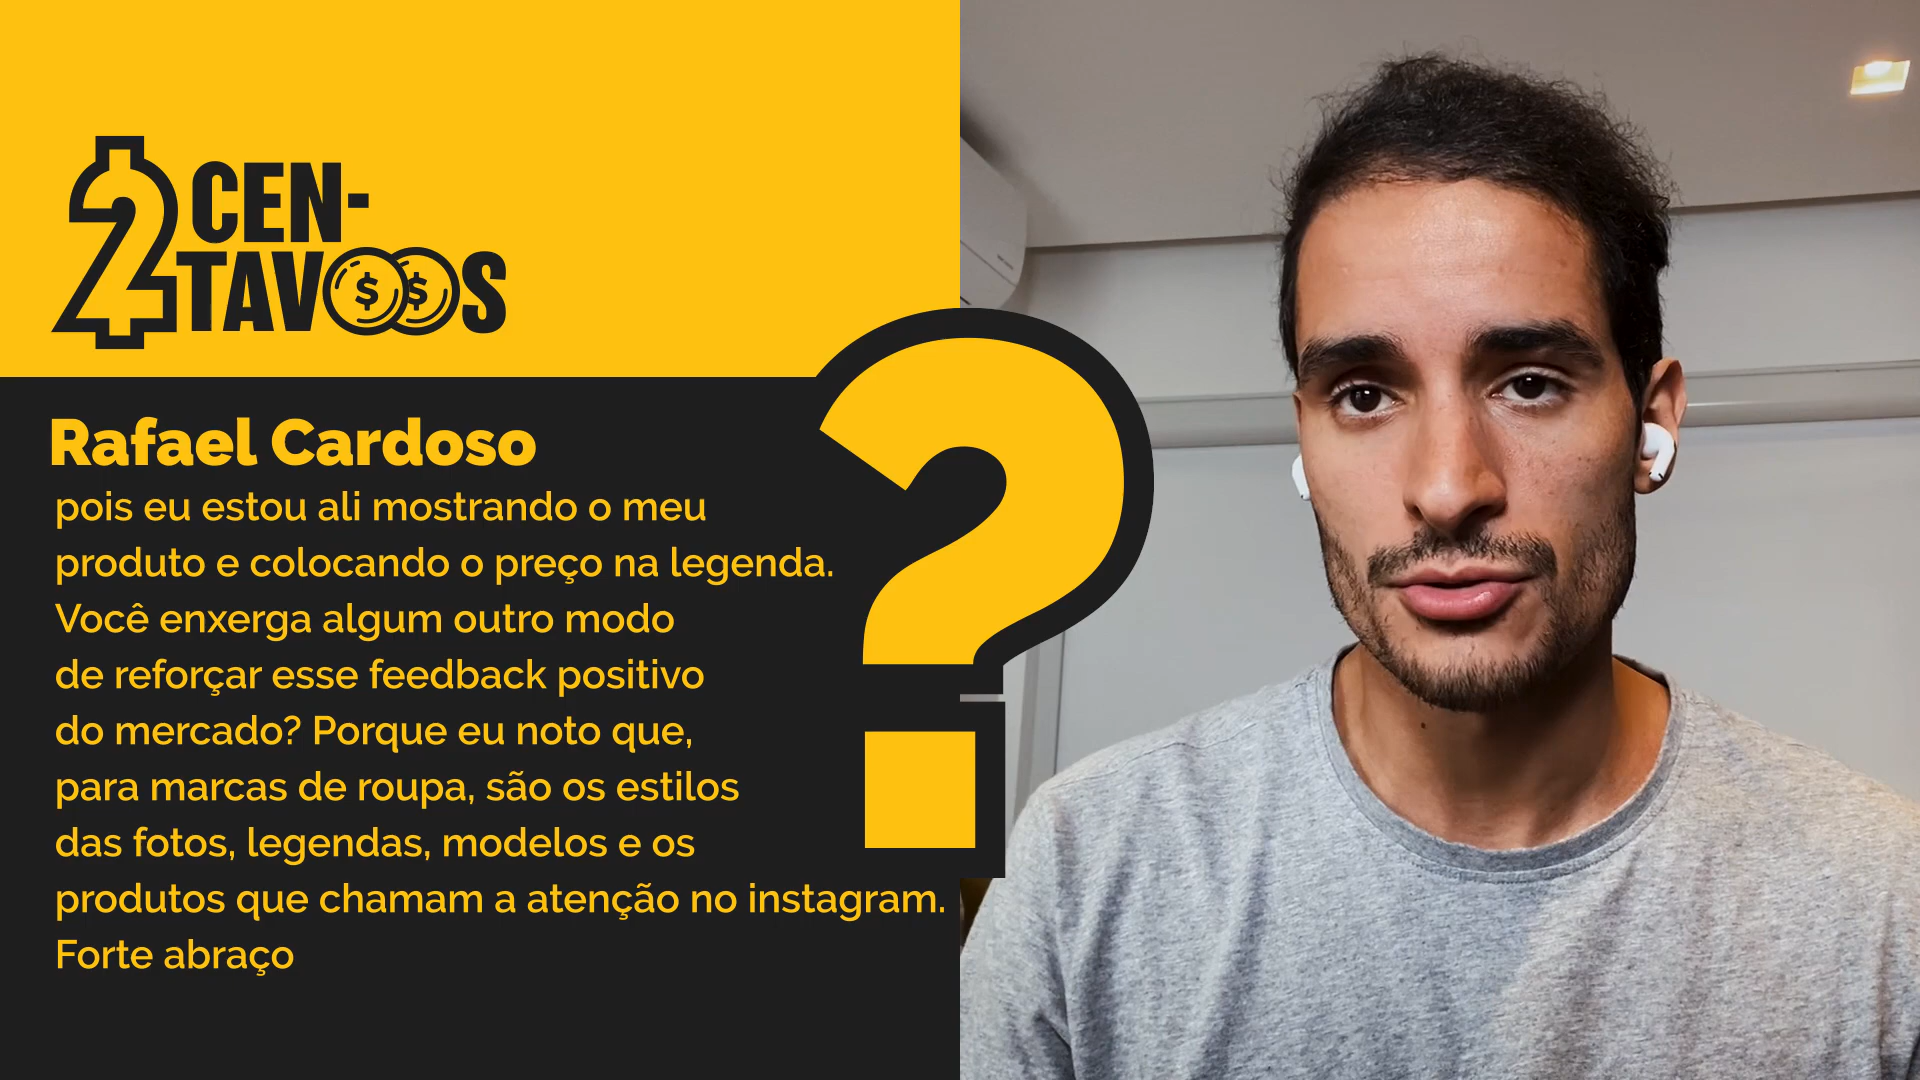 2 CEN-
TAVOOS
Rafael Cardoso
pois eu estou ali mostrando o meu
produto e colocando o preço na legenda.
Você enxerga algum outro modo
de reforçar esse feedback positivo
do mercado? Porque eu noto que,
para marcas de roupa, são os estilos
das fotos, legendas, modelos e os
produtos que chamam a atenção no instagram.
Forte abraço